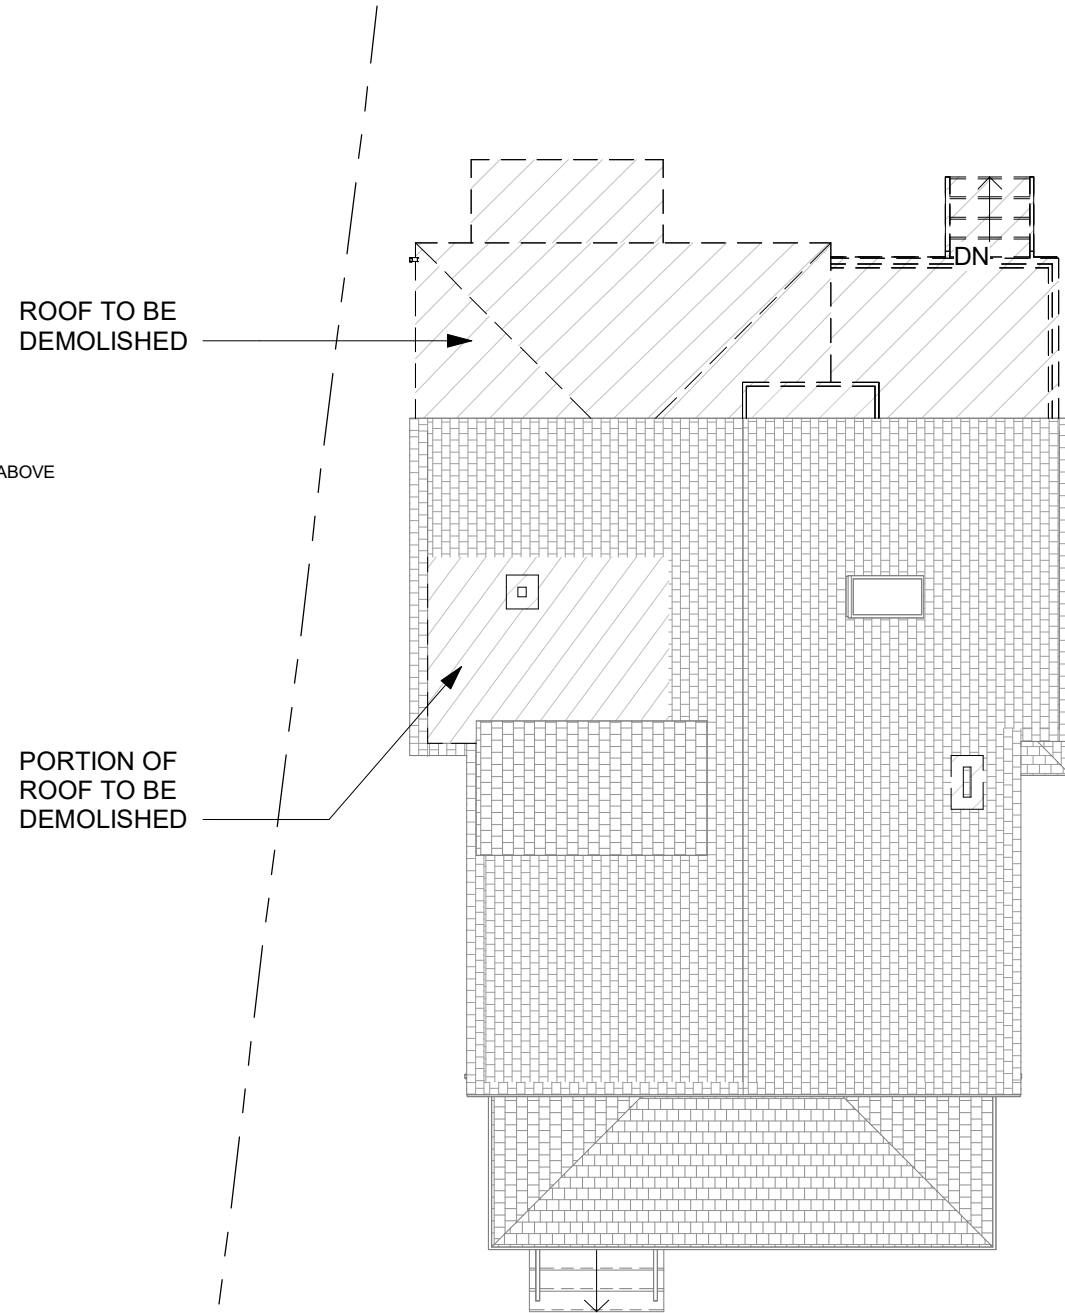 DN
ROOF TO BE
DEMOLISHED
ABOVE
PORTION OF
ROOF TO BE
DEMOLISHED